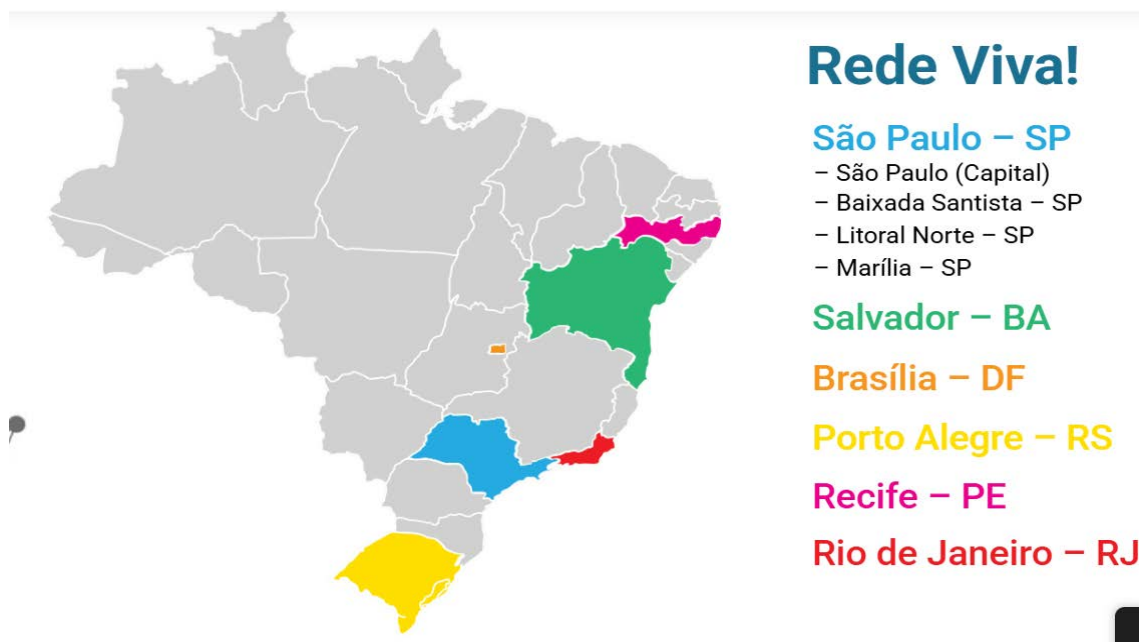 Rede Viva!
São Paulo – SP
– São Paulo (Capital)
– Baixada Santista – SP
– Litoral Norte – SP
– Marília – SP
Salvador – BA
Brasília – DF
Porto Alegre – RS
Recife – PE
Rio de Janeiro – RJ